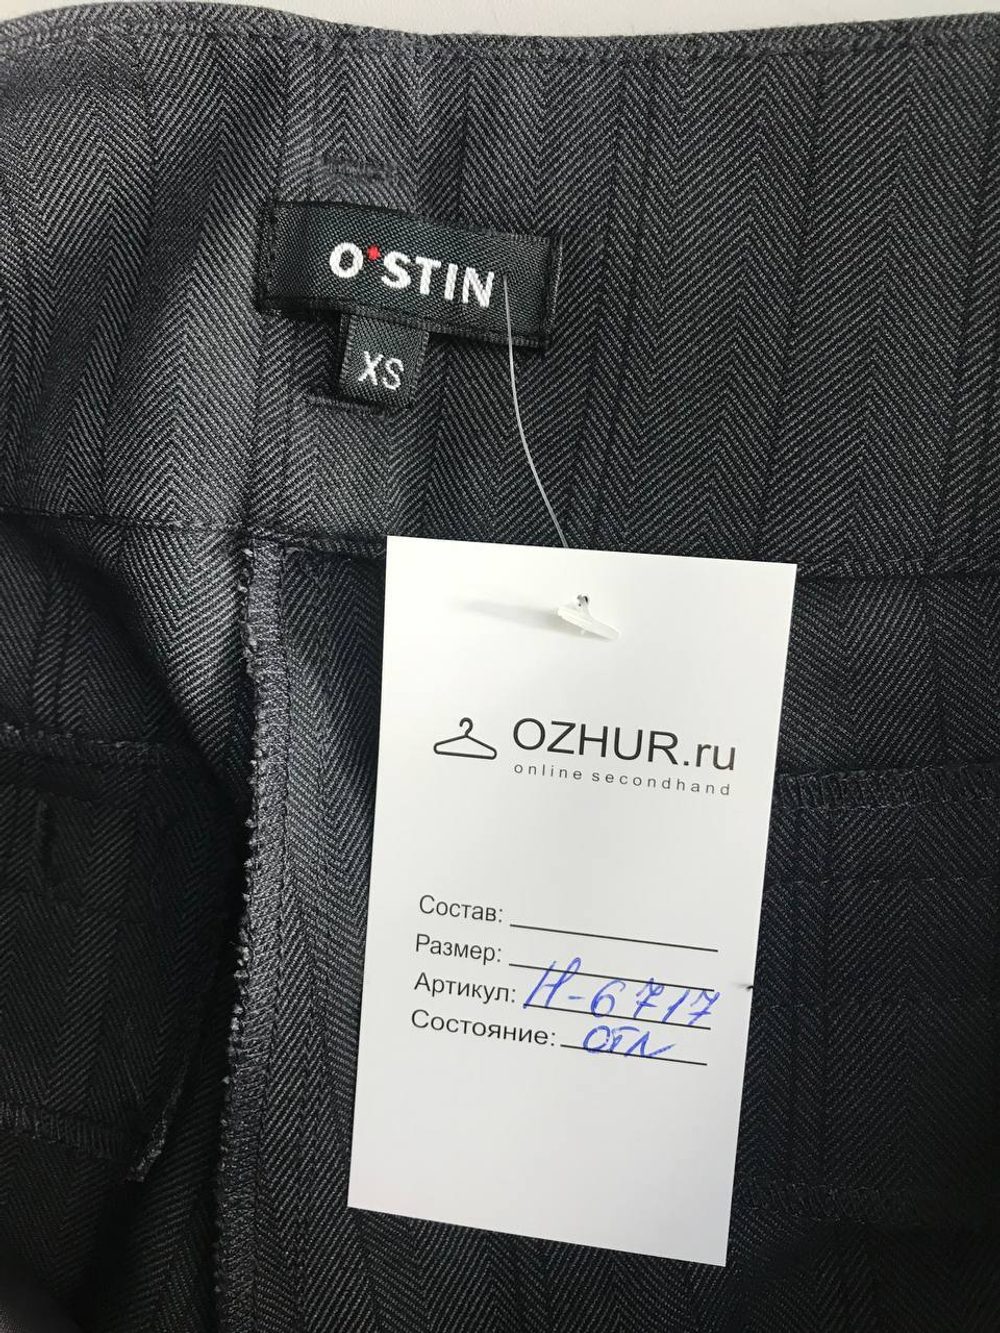 O'STIN
XS
OZHUR.ru
online secondhand
Состав:
Размер:
Артикул: Н-6717
Состояние: отл